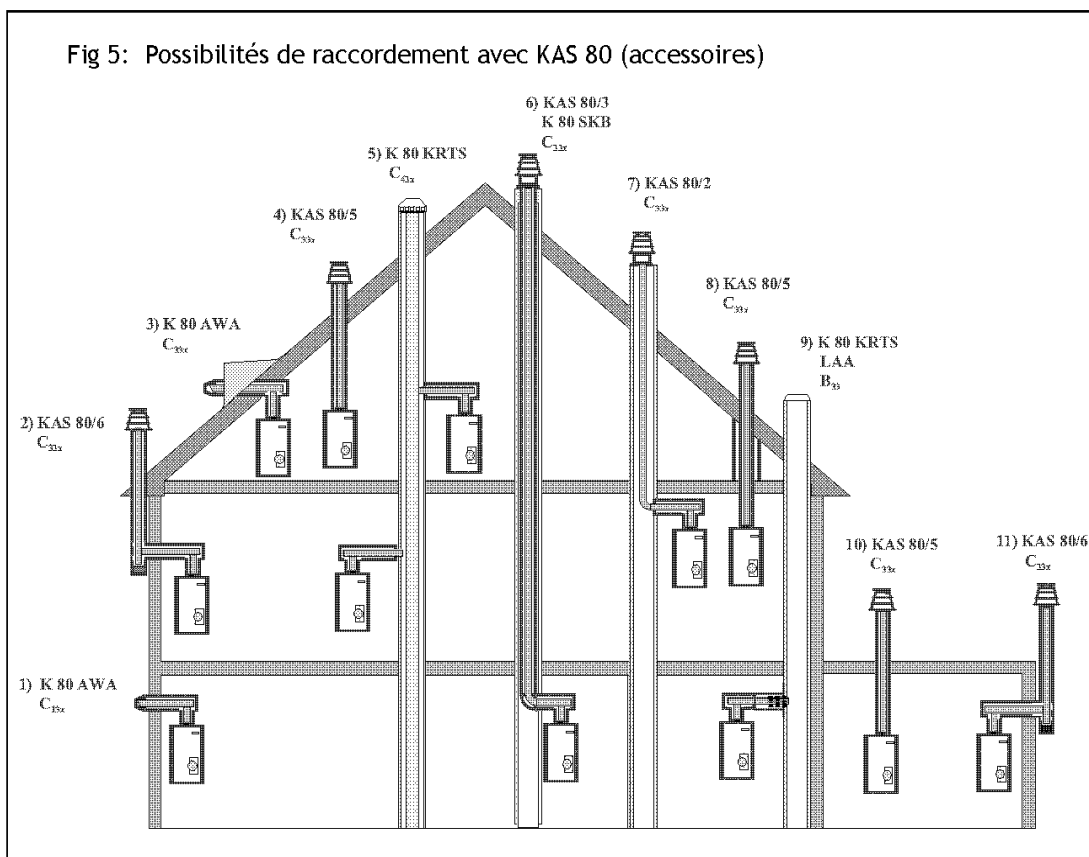 Fig 5: Possibilités de raccordement avec KAS 80 (accessoires)
6) KAS 80/3
K 80 SKB
C33x
5) K 80 KRTS
C43x
7) KAS 80/2
C33x
4) KAS 80/5
C33x
8) KAS 80/5
C33x
3) K 80 AWA
C33x
9) K 80 KRTS
LAA
B33
2) KAS 80/6
C33x
10) KAS 80/5
C33x
11) KAS 80/6
C33x
1) K 80 AWA
C13x